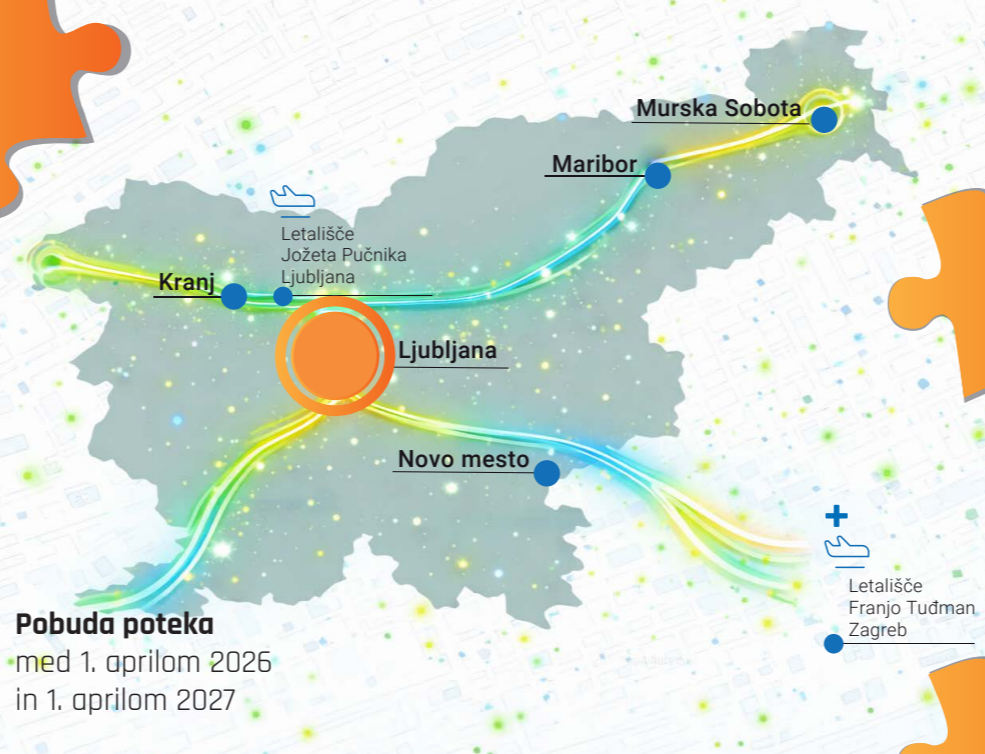 Murska Sobota
Maribor
Letališče
Jožeta Pučnika
Ljubljana
Kranj
Ljubljana
Novo mesto
+
Letališče
Franjo Tuđman
Zagreb
Pobuda poteka
med 1. aprilom 2026
in 1. aprilom 2027